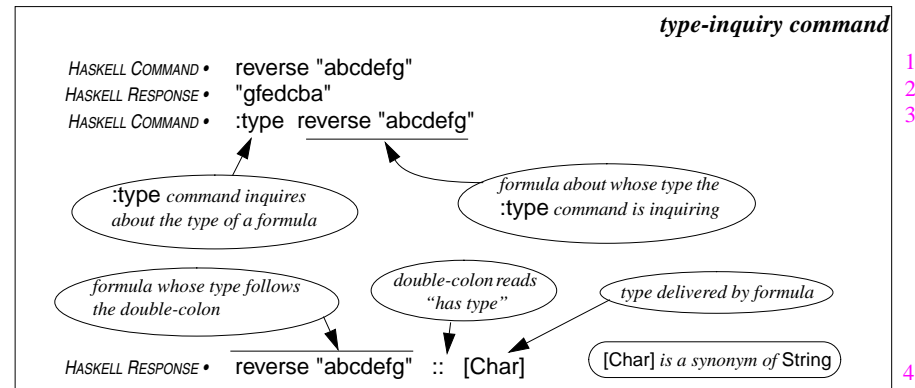 type-inquiry command
HASKELL COMMAND • reverse "abcdefg" 1
HASKELL RESPONSE • "gfedcba" 2
HASKELL COMMAND • :type reverse "abcdefg" 3
:type command inquires
about the type of a formula
formula about whose type the
:type command is inquiring
formula whose type follows
the double-colon
double-colon reads
“has type”
type delivered by formula
HASKELL RESPONSE • reverse "abcdefg" :: [Char] 4
[Char] is a synonym of String